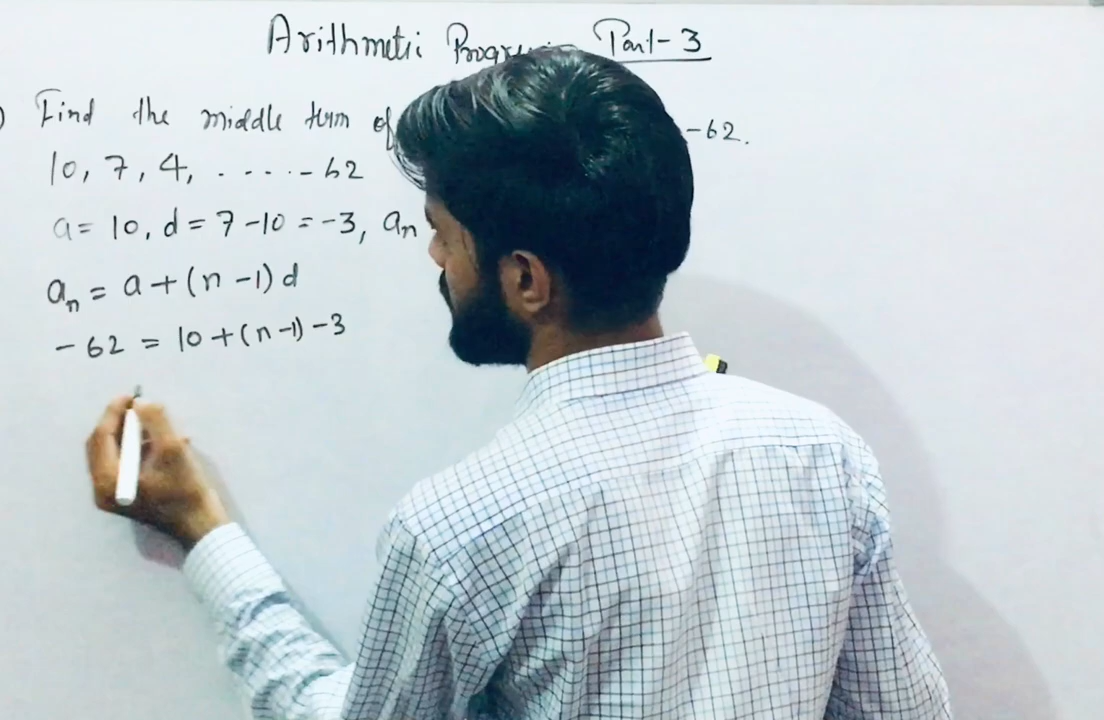 Arithmetic Part-3
) Find the middle term of -62.
10, 7, 4, . - - . . - 62
a = 10, d = 7 -10 = -3, an
an = a + (n -1) d
- 62 = 10 + (n -1) -3